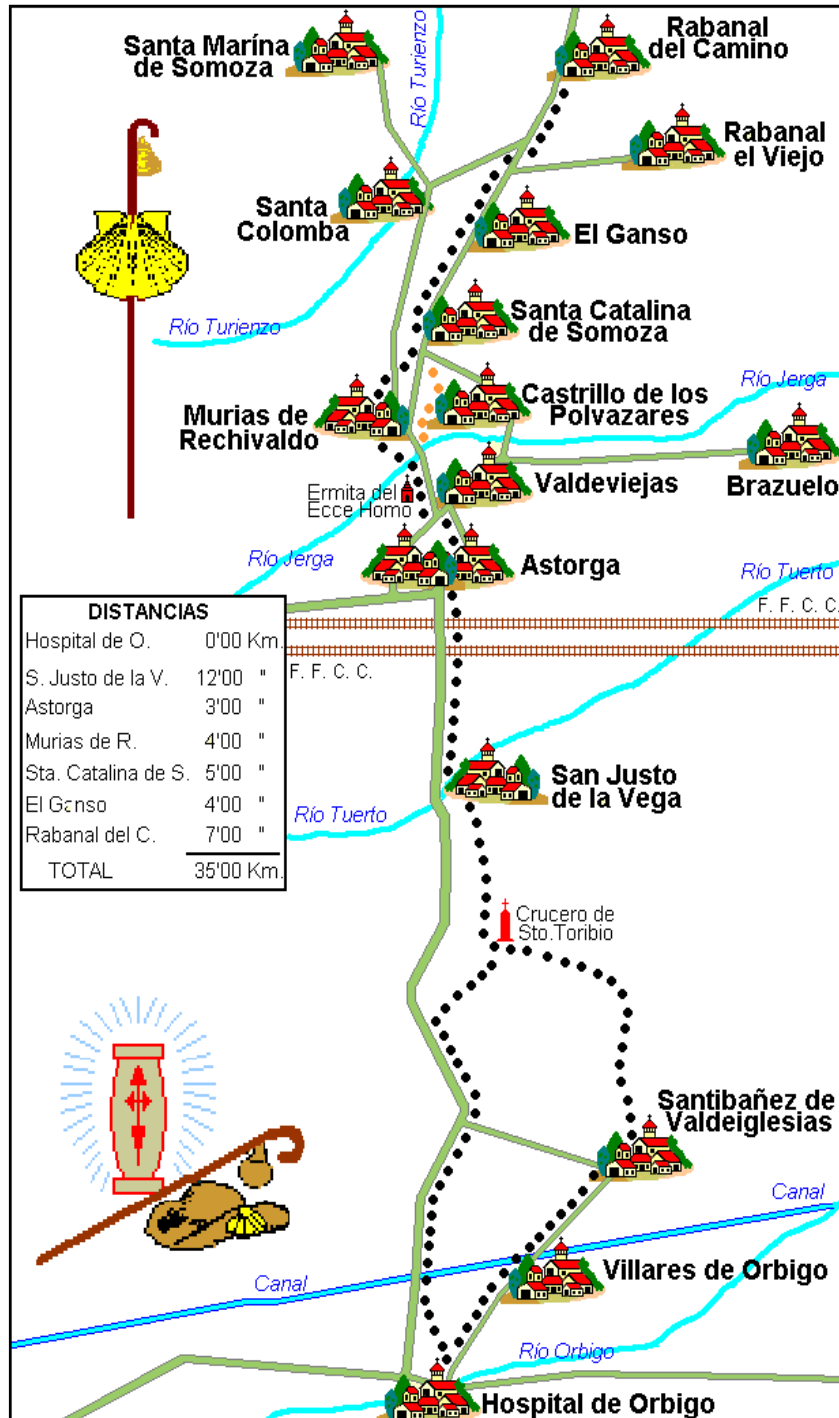 Santa Marína
de Somoza
Río Turienzo
Rabanal
del Camino
Rabanal
el Viejo
Santa
Colomba
El Ganso
Río Turienzo
Santa Catalina
de Somoza
Río Jerga
Murias de
Rechivaldo
Castrillo de los
Polvazares
Ermita del
Ecce Homo
Valdeviejas
Brazuelo
Río Jerga
Astorga
Río Tuerto
F. F. C. C.
DISTANCIAS
Hospital de O. 0'00 Km.
S. Justo de la V. 12'00 "
Astorga 3'00 "
Murias de R. 4'00 "
Sta. Catalina de S. 5'00 "
El Ganso 4'00 "
Rabanal del C. 7'00 "
TOTAL 35'00 Km.
F. F. C. C.
San Justo
de la Vega
Río Tuerto
Crucero de
Sto.Toribio
Santibañez de
Valdeiglesias
Canal
Canal
Villares de Orbigo
Río Orbigo
Hospital de Orbigo